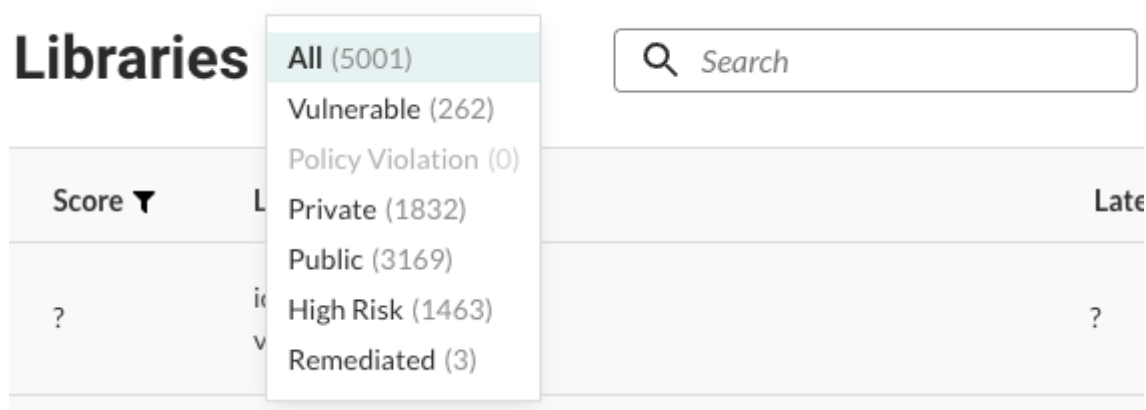 Libraries
All (5001)
Vulnerable (262)
Policy Violation (0)
Private (1832)
Public (3169)
High Risk (1463)
Remediated (3)
Search
Score
?
?